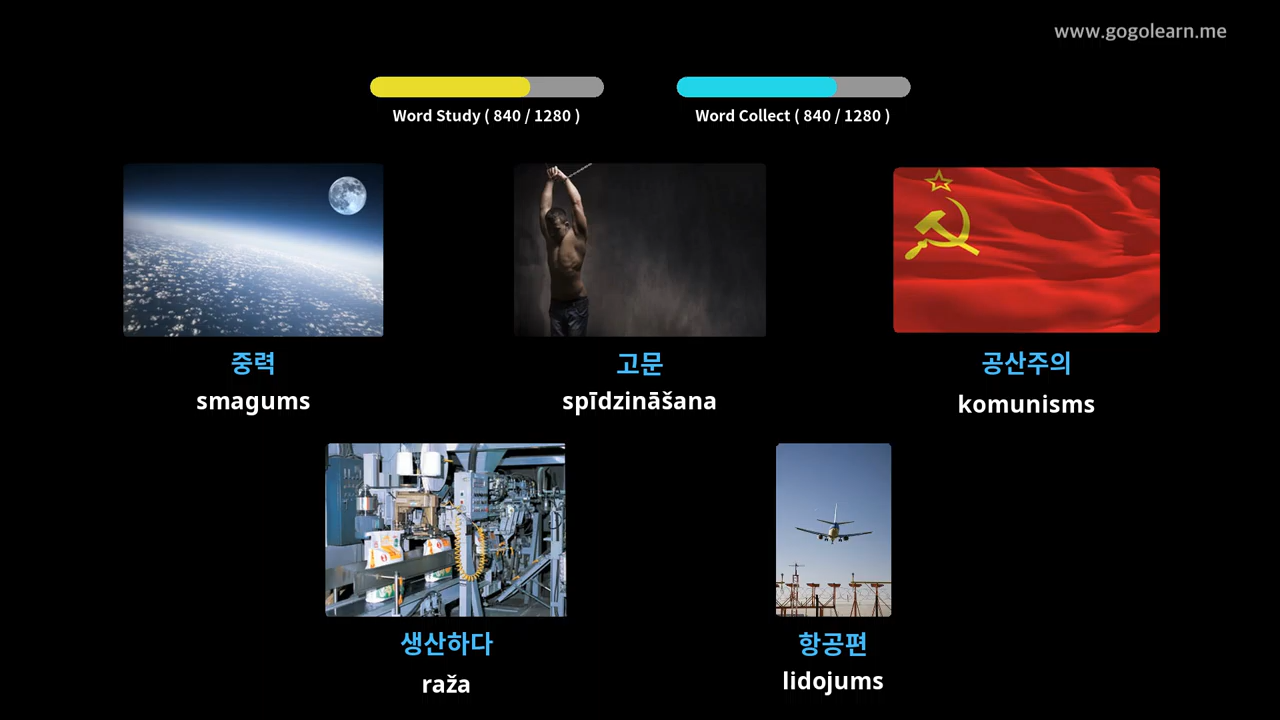 www.gogolearn.me
Word Study ( 840 / 1280 )
Word Collect ( 840 / 1280 )
중력
smagums
고문
spīdzināšana
공산주의
komunisms
생산하다
raža
항공편
lidojums